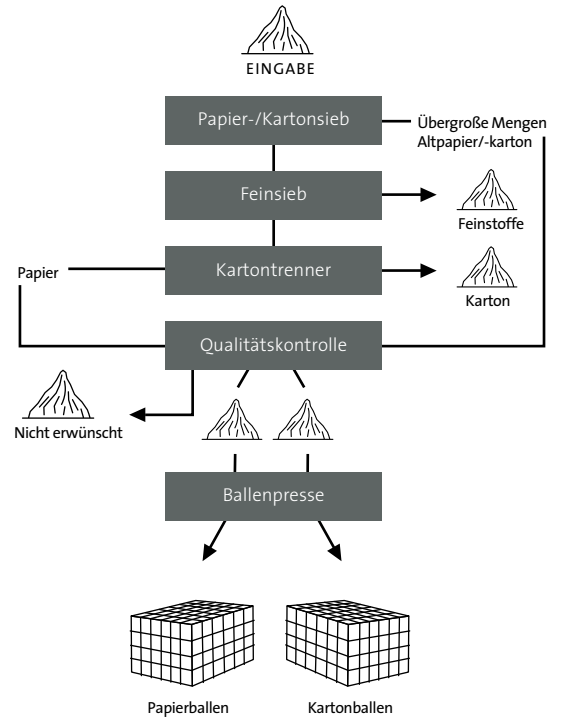 EINGABE
Papier-/Kartonsieb
Übergroße Mengen
Altpapier/-karton
Feinsieb
Feinstoffe
Papier
Kartontrenner
Karton
Qualitätskontrolle
Nicht erwünscht
Ballenpresse
Papierballen
Kartonballen